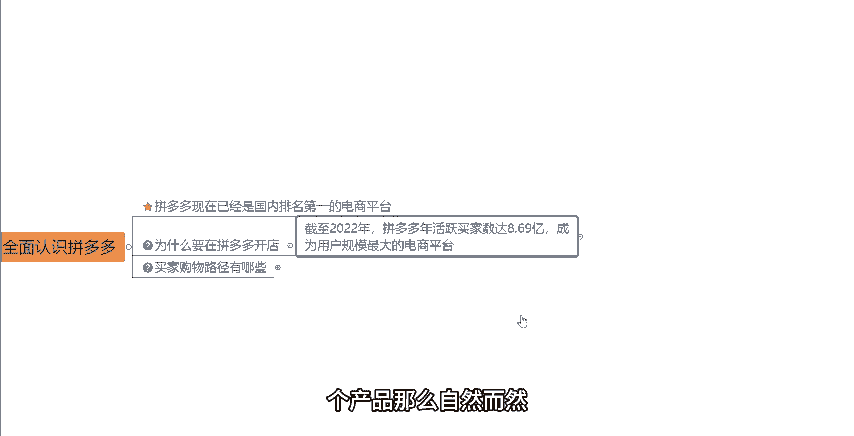 拼多多现在已经是国内排名第一的电商平台
全面认识拼多多
为什么要在拼多多开店
截至2022年，拼多多年活跃买家数达8.69亿，成
为用户规模最大的电商平台
买家购物路径有哪些
个产品那么自然而然